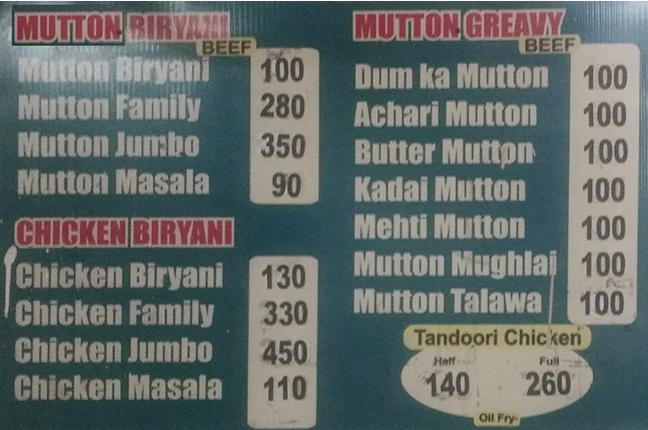 MUTTON BIRYANI
BEEF
Mutton Biryani 100
Mutton Family 280
Mutton Jumbo 350
Mutton Masala 90
CHICKEN BIRYANI
Chicken Biryani 130
Chicken Family 330
Chicken Jumbo 450
Chicken Masala 110
MUTTON GREAVY
BEEF
Dum ka Mutton 100
Achari Mutton 100
Butter Mutton 100
Kadai Mutton 100
Mehti Mutton 100
Mutton Mughlai 100
Mutton Talawa 100
Tandoori Chicken
Half Full
140 260
Oil Fry